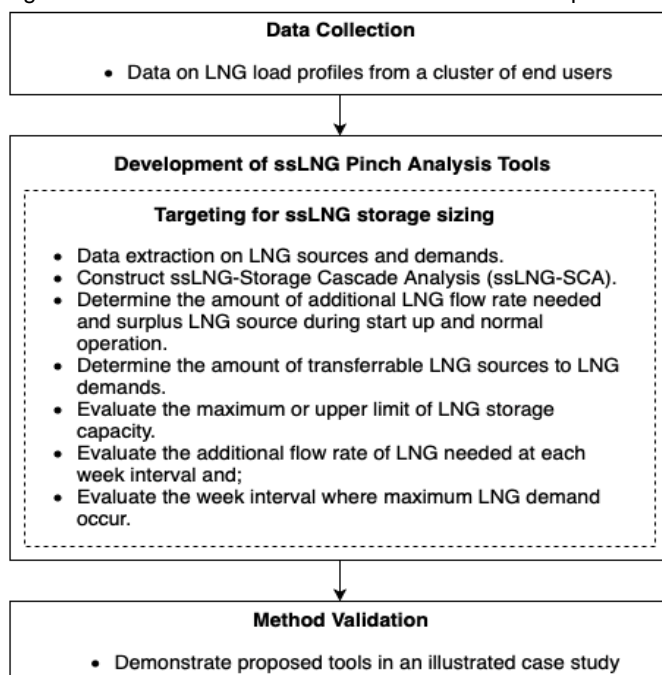 Data Collection
• Data on LNG load profiles from a cluster of end users
Development of ssLNG Pinch Analysis Tools
Targeting for ssLNG storage sizing
• Data extraction on LNG sources and demands.
• Construct ssLNG-Storage Cascade Analysis (ssLNG-SCA).
• Determine the amount of additional LNG flow rate needed
and surplus LNG source during start up and normal
operation.
• Determine the amount of transferrable LNG sources to LNG
demands.
• Evaluate the maximum or upper limit of LNG storage
capacity.
• Evaluate the additional flow rate of LNG needed at each
week interval and;
• Evaluate the week interval where maximum LNG demand
occur.
Method Validation
• Demonstrate proposed tools in an illustrated case study